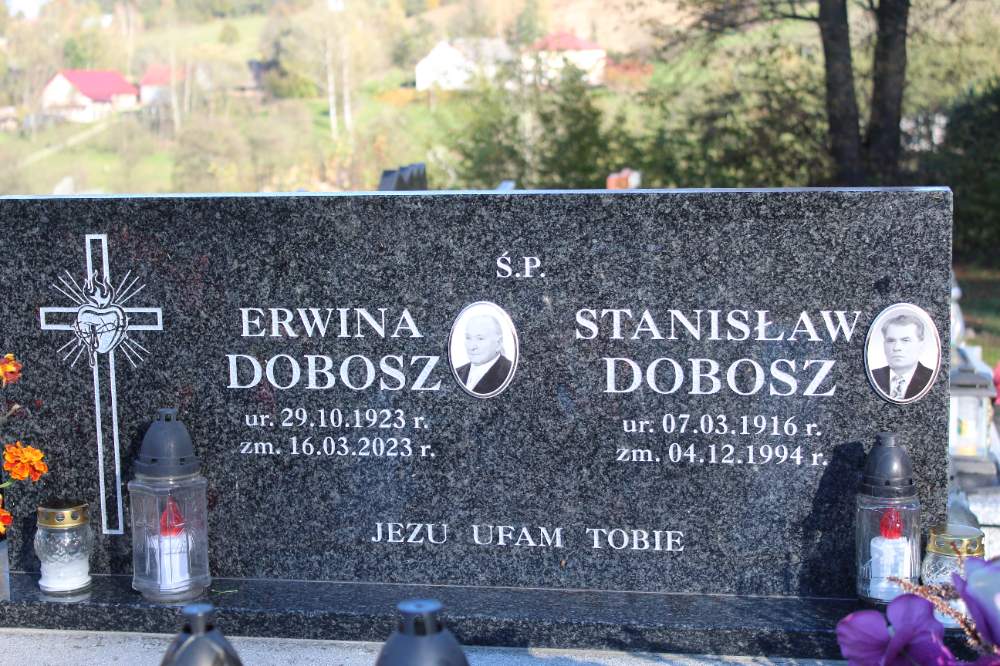 Ś.P.
ERWINA
DOBOSZ
ur. 29.10.1923 r.
zm. 16.03.2023 r.
STANISŁAW
DOBOSZ
ur. 07.03.1916 r.
zm. 04.12.1994 r.
JEZU UFAM TOBIE